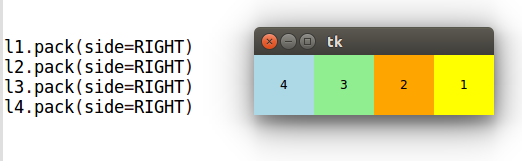 l1.pack(side=RIGHT)
l2.pack(side=RIGHT)
l3.pack(side=RIGHT)
l4.pack(side=RIGHT)
tk
4 3 2 1